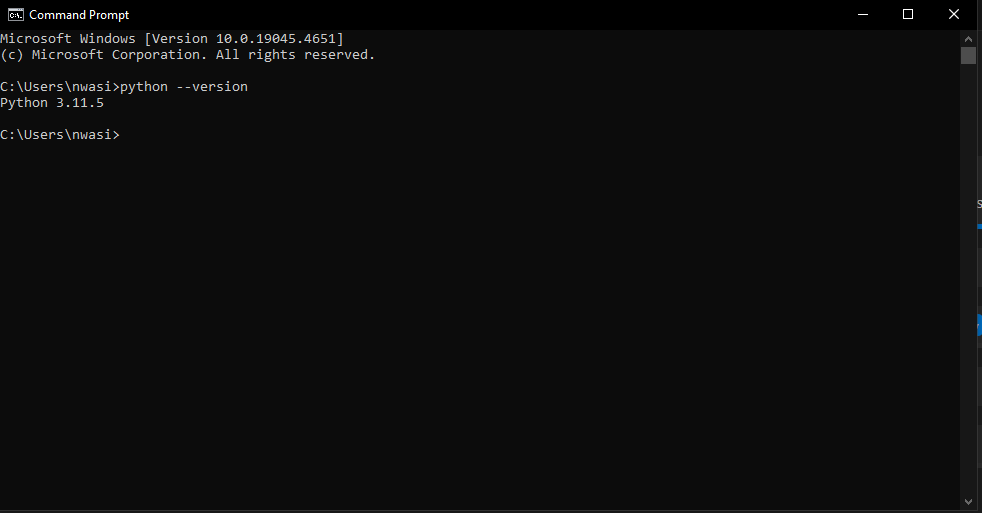 Command Prompt
Microsoft Windows [Version 10.0.19045.4651]
(c) Microsoft Corporation. All rights reserved.
C:\Users\nwasi>python --version
Python 3.11.5
C:\Users\nwasi>